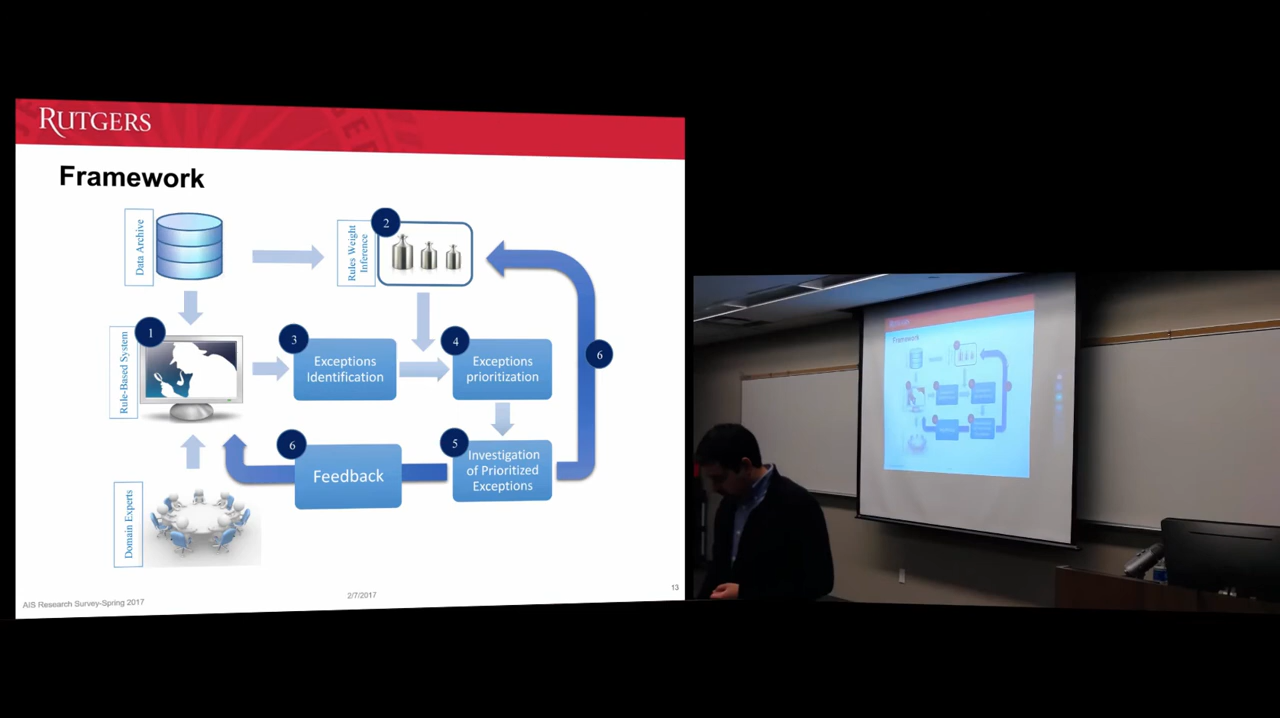 RUTGERS
Framework
Data Archive
Rules Weight
Inference
2
Rule-Based System
1
3
Exceptions
Identification
4
Exceptions
prioritization
6
6
Feedback
5
Investigation
of Prioritized
Exceptions
Domain Experts
AIS Research Survey-Spring 2017
2/7/2017
13
Framework